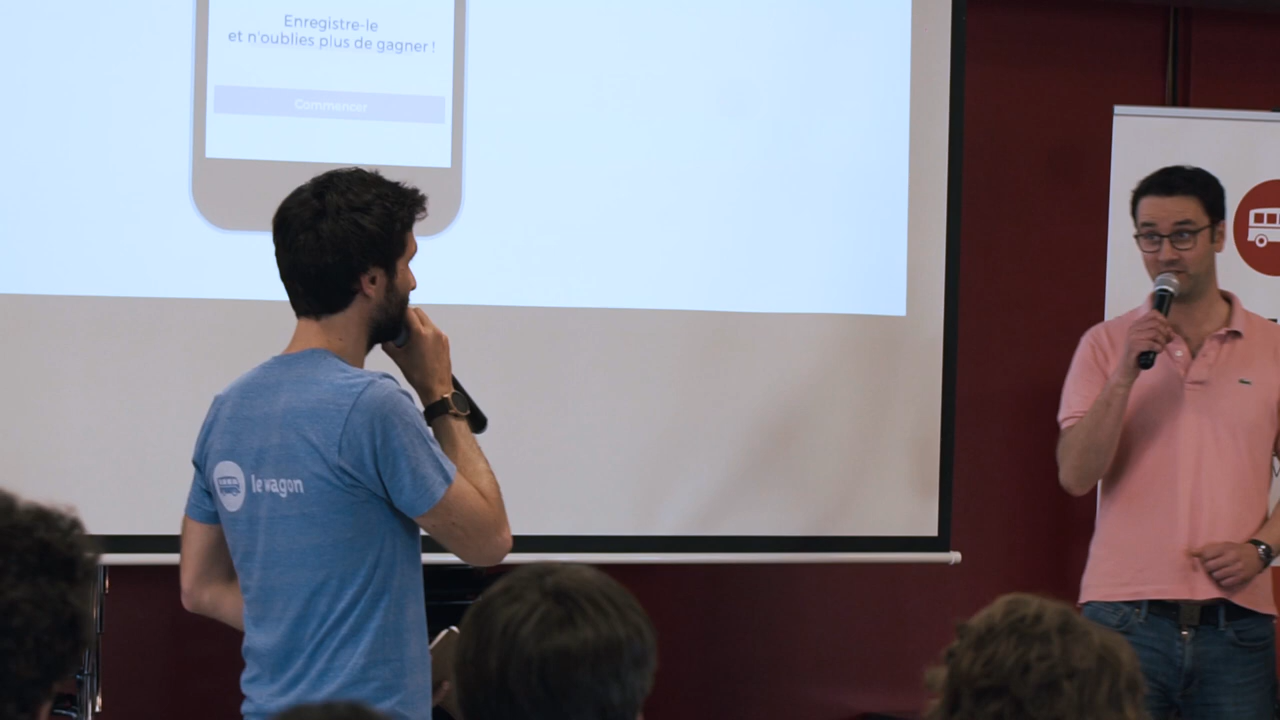 Enregistre-le
et n'oublies plus de gagner !
Commencer
le wagon